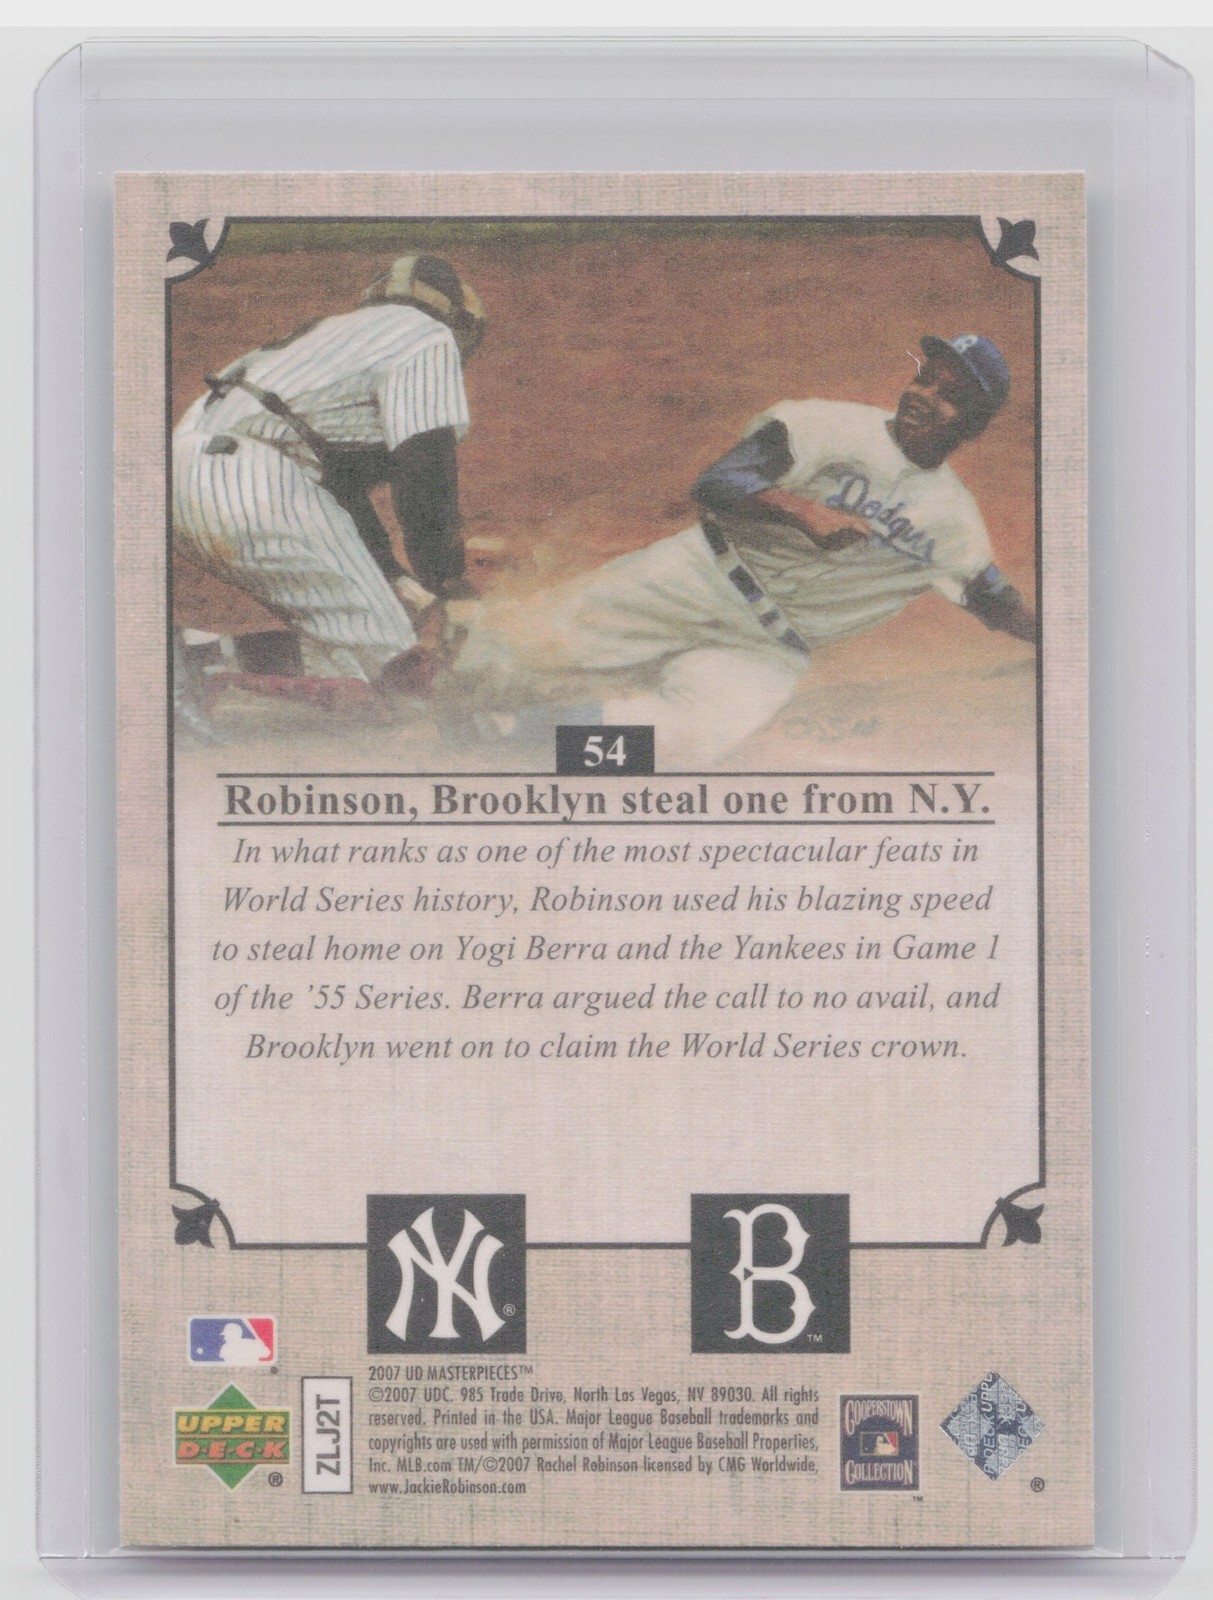 B
Dodgers
54
Robinson, Brooklyn steal one from N.Y.
In what ranks as one of the most spectacular feats in
World Series history, Robinson used his blazing speed
to steal home on Yogi Berra and the Yankees in Game 1
of the '55 Series. Berra argued the call to no avail, and
Brooklyn went on to claim the World Series crown.
NY®
B™
2007 UD MASTERPIECES™
©2007 UDC. 985 Trade Drive, North Las Vegas, NV 89030. All rights
reserved. Printed in the USA. Major League Baseball trademarks and
copyrights are used with permission of Major League Baseball Properties,
Inc. MLB.com TM/©2007 Rachel Robinson licensed by CMG Worldwide,
www.JackieRobinson.com
UPPER
D·E·C·K
®
ZLJ2T
COOPERSTOWN
COLLECTION
™
®